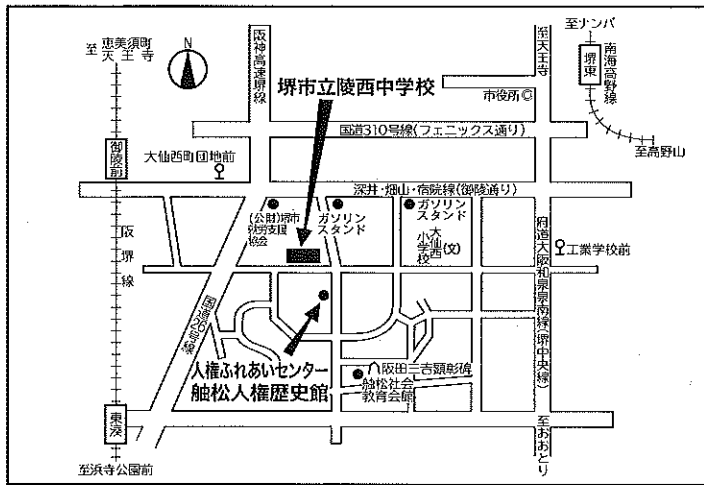 至ナンバ
恵美須町
至天王寺
N
阪神高速堺線
至天王寺
堺東
南海高野線
堺市立陵西中学校
市役所◎
国道310号線(フェニックス通り)
至高野山
御陵前
大仙西町団地前
深井・畑山・宿院線(御陵通り)
(公財)堺市
就労支援
協会
ガソリン
スタンド
ガソリン
スタンド
大仙西
小学校
(文)
工業学校前
阪堺線
国道26号線
府道大阪和泉泉南線(堺中央線)
人権ふれあいセンター
舳松人権歴史館
阪田三吉顕彰碑
舳松社会
教育会館
東湊
至おおとり
至浜寺公園前